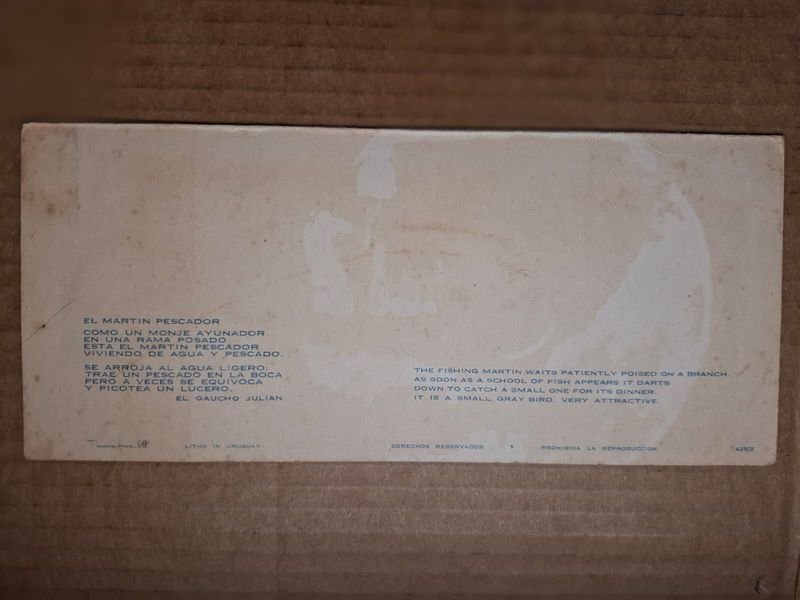 EL MARTIN PESCADOR
COMO UN MONJE AYUNADOR
EN UNA RAMA POSADO
ESTA EL MARTIN PESCADOR
VIVIENDO DE AGUA Y PESCADO.
SE ARROJA AL AGUA LIGERO:
TRAE UN PESCADO EN LA BOCA
PERO A VECES SE EQUIVOCA
Y PICOTEA UN LUCERO.
EL GAUCHO JULIAN
THE FISHING MARTIN WAITS PATIENTLY POISED ON A BRANCH.
AS SOON AS A SCHOOL OF FISH APPEARS IT DARTS
DOWN TO CATCH A SMALL ONE FOR ITS DINNER.
IT IS A SMALL GRAY BIRD, VERY ATTRACTIVE.
LITHO IN URUGUAY
DERECHOS RESERVADOS
PROHIBIDA LA REPRODUCCION